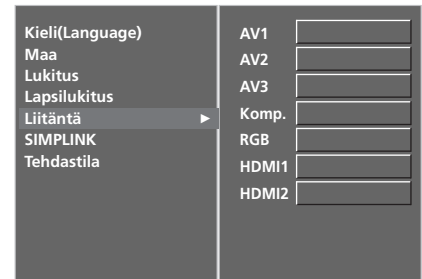 Kieli(Language)
Maa
Lukitus
Lapsilukitus
Liitäntä
SIMPLINK
Tehdastila
AV1
AV2
AV3
Komp.
RGB
HDMI1
HDMI2